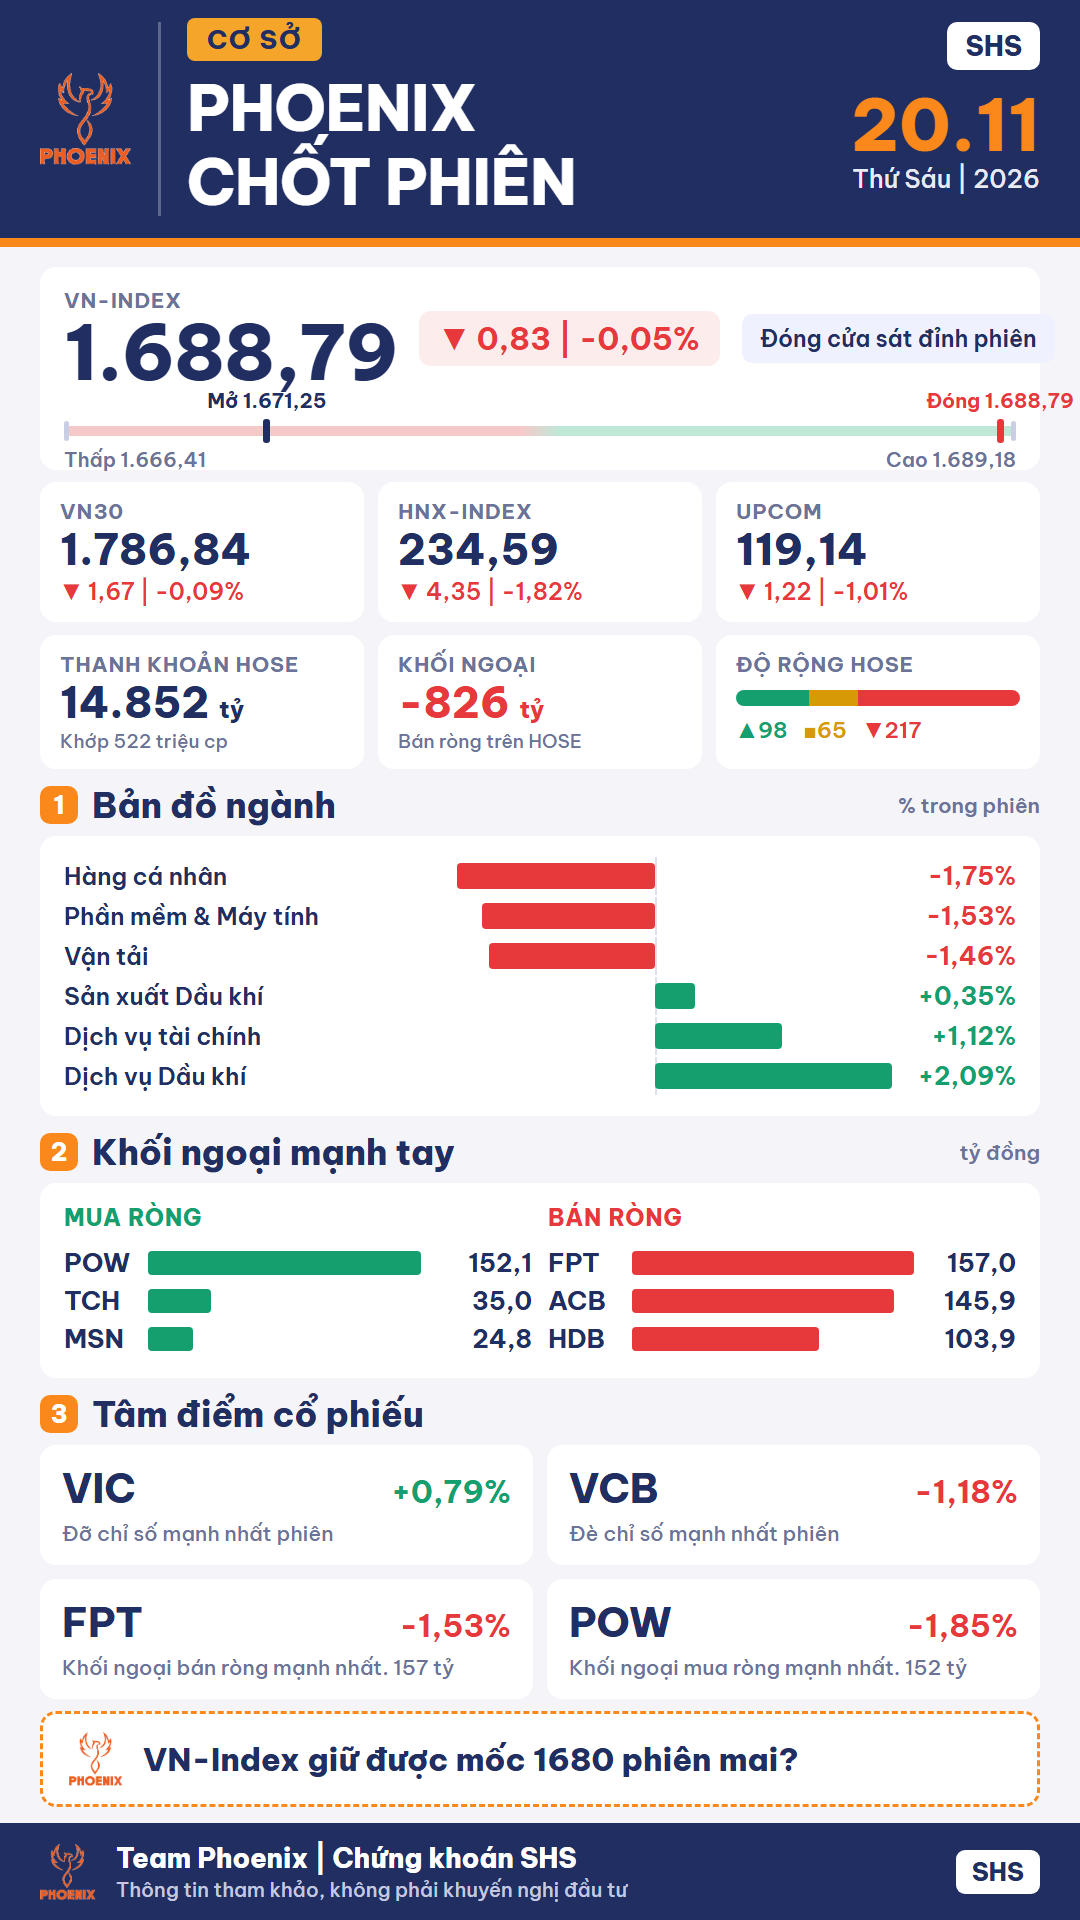 PHOENIX
CƠ SỞ
PHOENIX
CHỐT PHIÊN
SHS
20.11
Thứ Sáu | 2026
VN-INDEX
1.688,79
▼ 0,83 | -0,05%
Đóng cửa sát đỉnh phiên
Mở 1.671,25
Đóng 1.688,79
Thấp 1.666,41
Cao 1.689,18
VN30
1.786,84
▼ 1,67 | -0,09%
HNX-INDEX
234,59
▼ 4,35 | -1,82%
UPCOM
119,14
▼ 1,22 | -1,01%
THANH KHOẢN HOSE
14.852 tỷ
Khớp 522 triệu cp
KHỐI NGOẠI
-826 tỷ
Bán ròng trên HOSE
ĐỘ RỘNG HOSE
▲98 ■65 ▼217
1 Bản đồ ngành
% trong phiên
Hàng cá nhân -1,75%
Phần mềm & Máy tính -1,53%
Vận tải -1,46%
Sản xuất Dầu khí +0,35%
Dịch vụ tài chính +1,12%
Dịch vụ Dầu khí +2,09%
2 Khối ngoại mạnh tay
tỷ đồng
MUA RÒNG
POW 152,1
TCH 35,0
MSN 24,8
BÁN RÒNG
FPT 157,0
ACB 145,9
HDB 103,9
3 Tâm điểm cổ phiếu
VIC +0,79%
Đỡ chỉ số mạnh nhất phiên
VCB -1,18%
Đè chỉ số mạnh nhất phiên
FPT -1,53%
Khối ngoại bán ròng mạnh nhất. 157 tỷ
POW -1,85%
Khối ngoại mua ròng mạnh nhất. 152 tỷ
PHOENIX
VN-Index giữ được mốc 1680 phiên mai?
PHOENIX
Team Phoenix | Chứng khoán SHS
Thông tin tham khảo, không phải khuyến nghị đầu tư
SHS